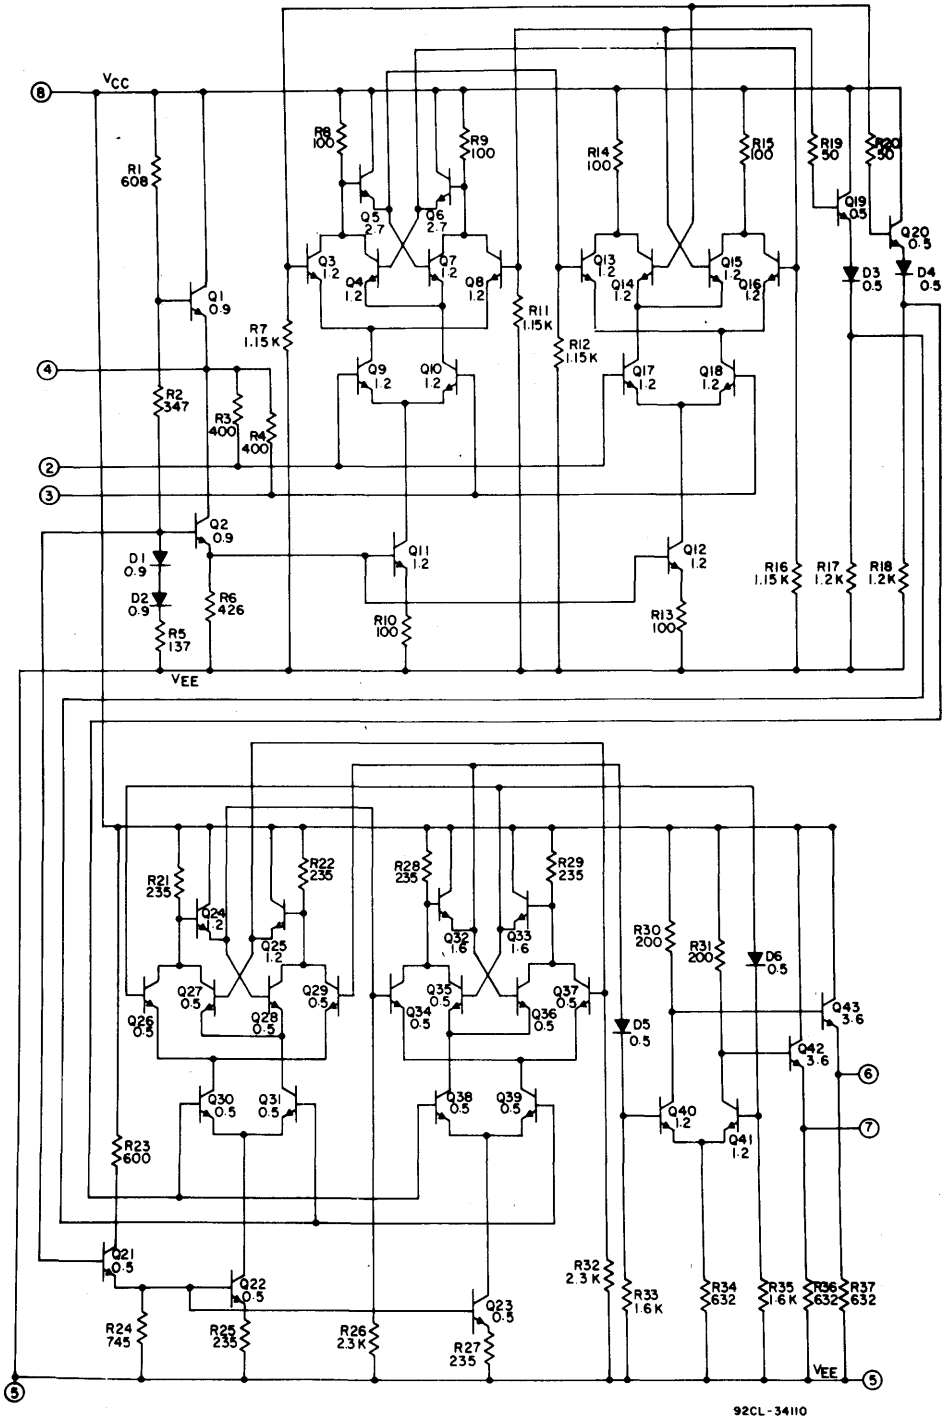 8
VCC
R1
608
R8
100
R9
100
R14
100
R15
100
R19
50
R20
50
Q5
2.7
Q6
2.7
Q19
0.5
Q20
0.5
Q3
1.2
Q4
1.2
Q7
1.2
Q8
1.2
Q13
1.2
Q14
1.2
Q15
1.2
Q16
1.2
D3
0.5
D4
0.5
Q1
0.9
R7
1.15K
R11
1.15K
R12
1.15K
4
R2
347
R3
400
R4
400
Q9
1.2
Q10
1.2
Q17
1.2
Q18
1.2
2
3
Q2
0.9
D1
0.9
D2
0.9
R5
137
R6
426
Q11
1.2
Q12
1.2
R10
100
R13
100
R16
1.15K
R17
1.2K
R18
1.2K
VEE
R21
235
R22
235
R28
235
R29
235
Q24
1.2
Q25
1.2
Q32
1.6
Q33
1.6
R30
200
R31
200
D6
0.5
Q26
0.5
Q27
0.5
Q28
0.5
Q29
0.5
Q34
0.5
Q35
0.5
Q36
0.5
Q37
0.5
D5
0.5
Q43
3.6
Q42
3.6
6
Q30
0.5
Q31
0.5
Q38
0.5
Q39
0.5
Q40
1.2
Q41
1.2
7
R23
600
Q21
0.5
Q22
0.5
Q23
0.5
R24
745
R25
235
R26
2.3K
R27
235
R32
2.3K
R33
1.6K
R34
632
R35
1.6K
R36
632
R37
632
VEE
5
5
92CL-34110